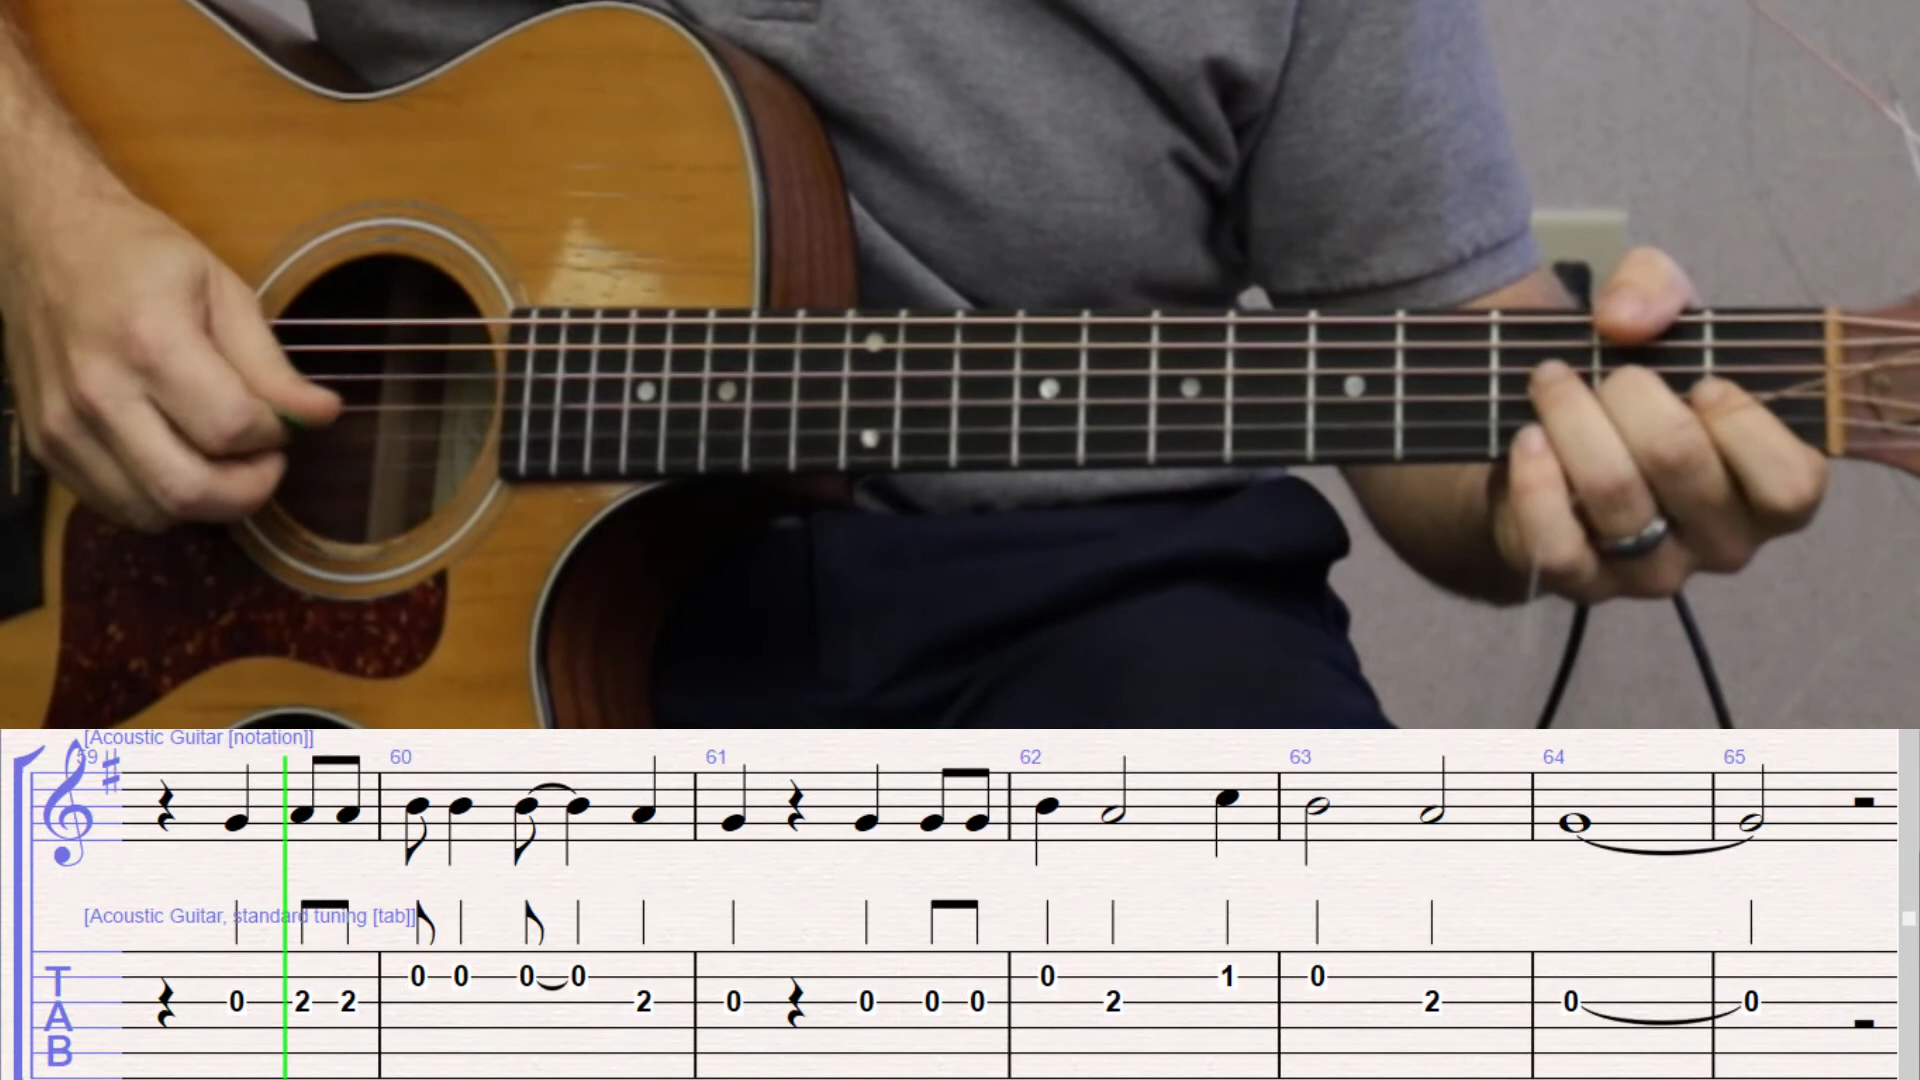 [Acoustic Guitar [notation]]
59 60 61 62 63 64 65
[Acoustic Guitar, standard tuning [tab]]
0 0 0 0 0 1 0
T A B
0 2 2 2 0 0 0 0 2 2 0 0